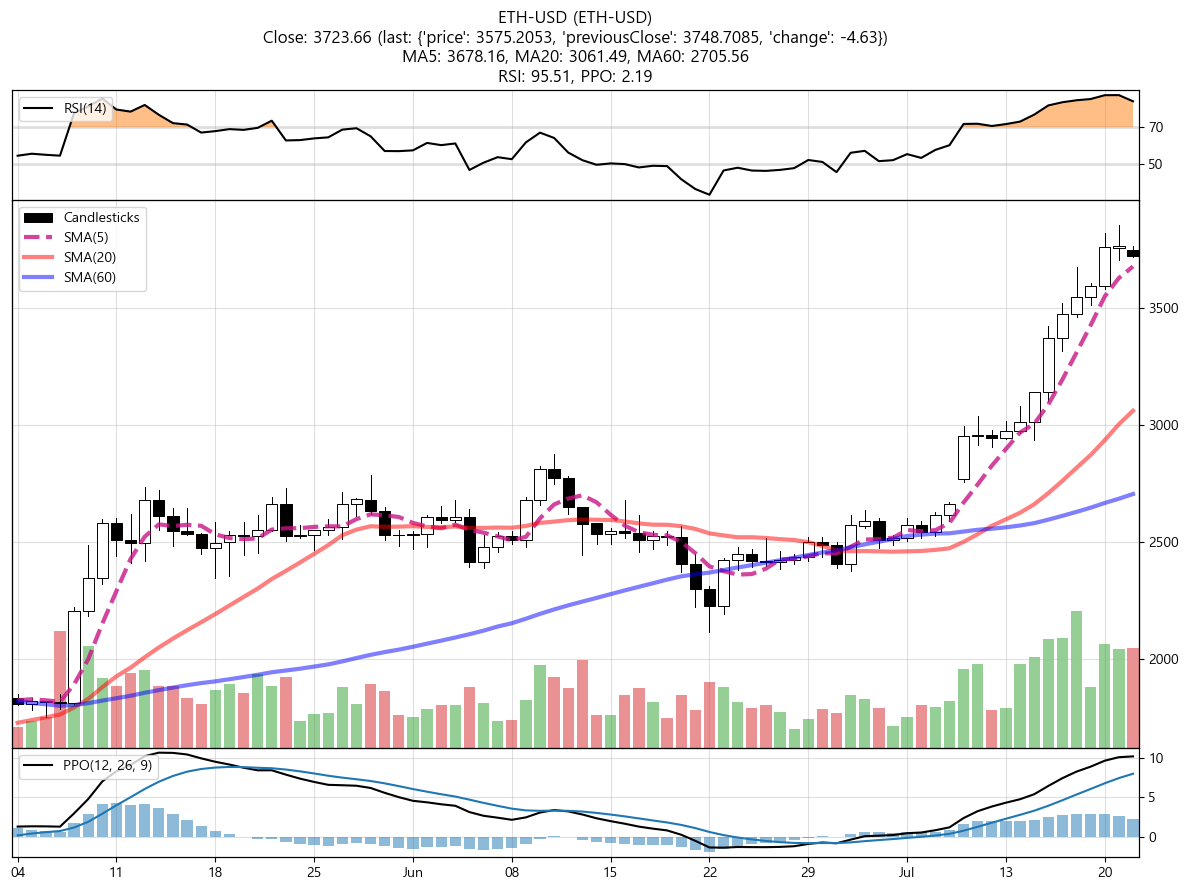 ETH-USD (ETH-USD)
Close: 3723.66 (last: {'price': 3575.2053, 'previousClose': 3748.7085, 'change': -4.63})
MA5: 3678.16, MA20: 3061.49, MA60: 2705.56
RSI: 95.51, PPO: 2.19
RSI(14)
70
50
Candlesticks
SMA(5)
SMA(20)
SMA(60)
3500
3000
2500
2000
PPO(12, 26, 9)
10
5
0
04 11 18 25 Jun 08 15 22 29 Jul 13 20